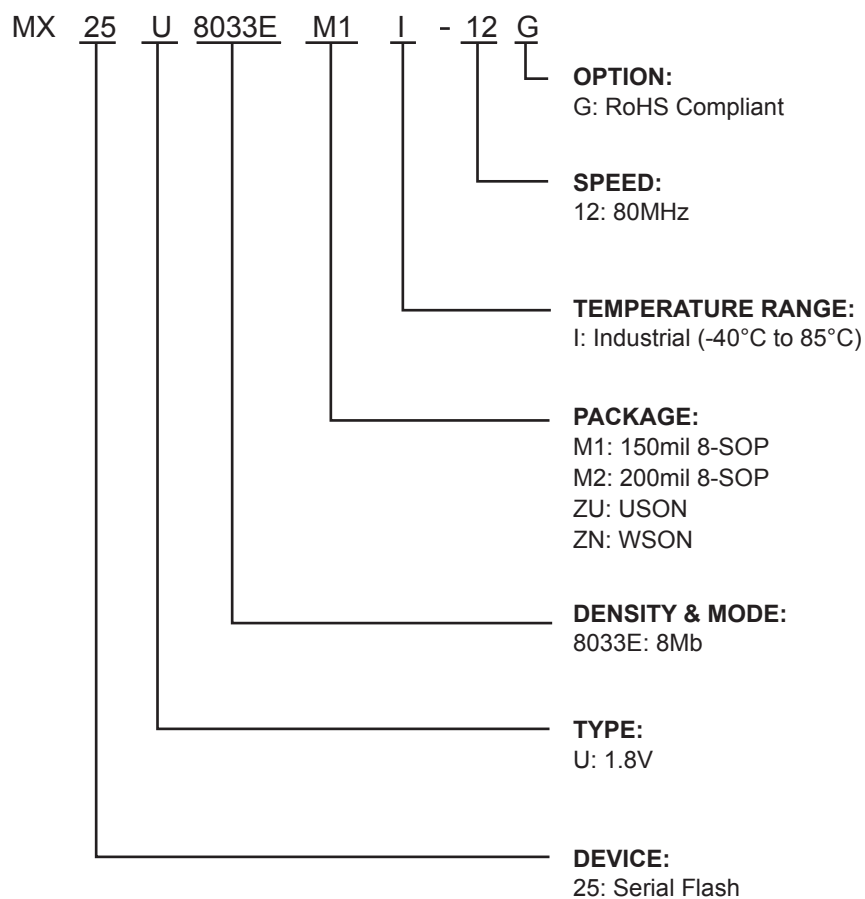 MX 25 U 8033E M1 I - 12 G
OPTION:
G: RoHS Compliant
SPEED:
12: 80MHz
TEMPERATURE RANGE:
I: Industrial (-40°C to 85°C)
PACKAGE:
M1: 150mil 8-SOP
M2: 200mil 8-SOP
ZU: USON
ZN: WSON
DENSITY & MODE:
8033E: 8Mb
TYPE:
U: 1.8V
DEVICE:
25: Serial Flash